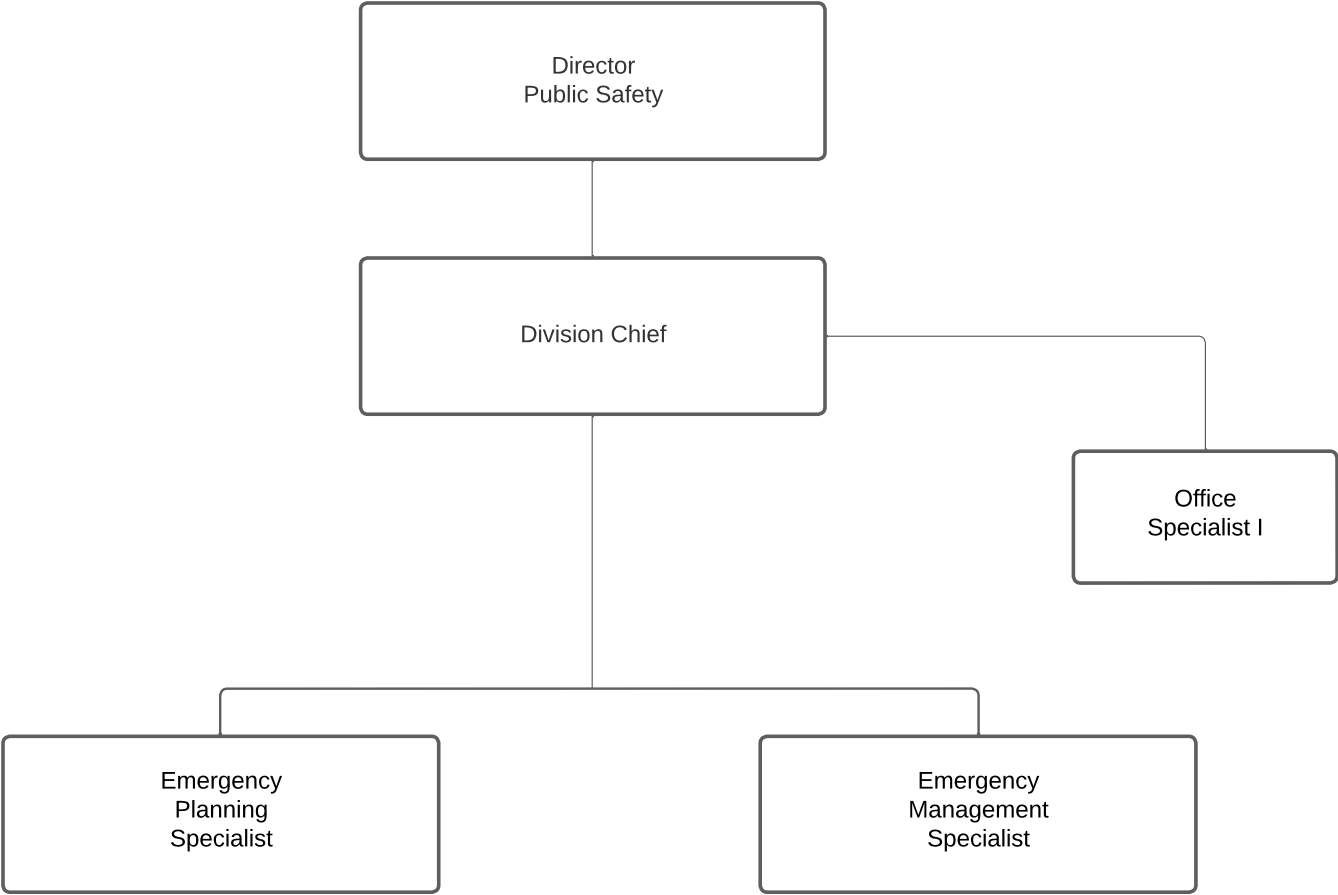 Director
Public Safety
Division Chief
Office
Specialist I
Emergency
Planning
Specialist
Emergency
Management
Specialist